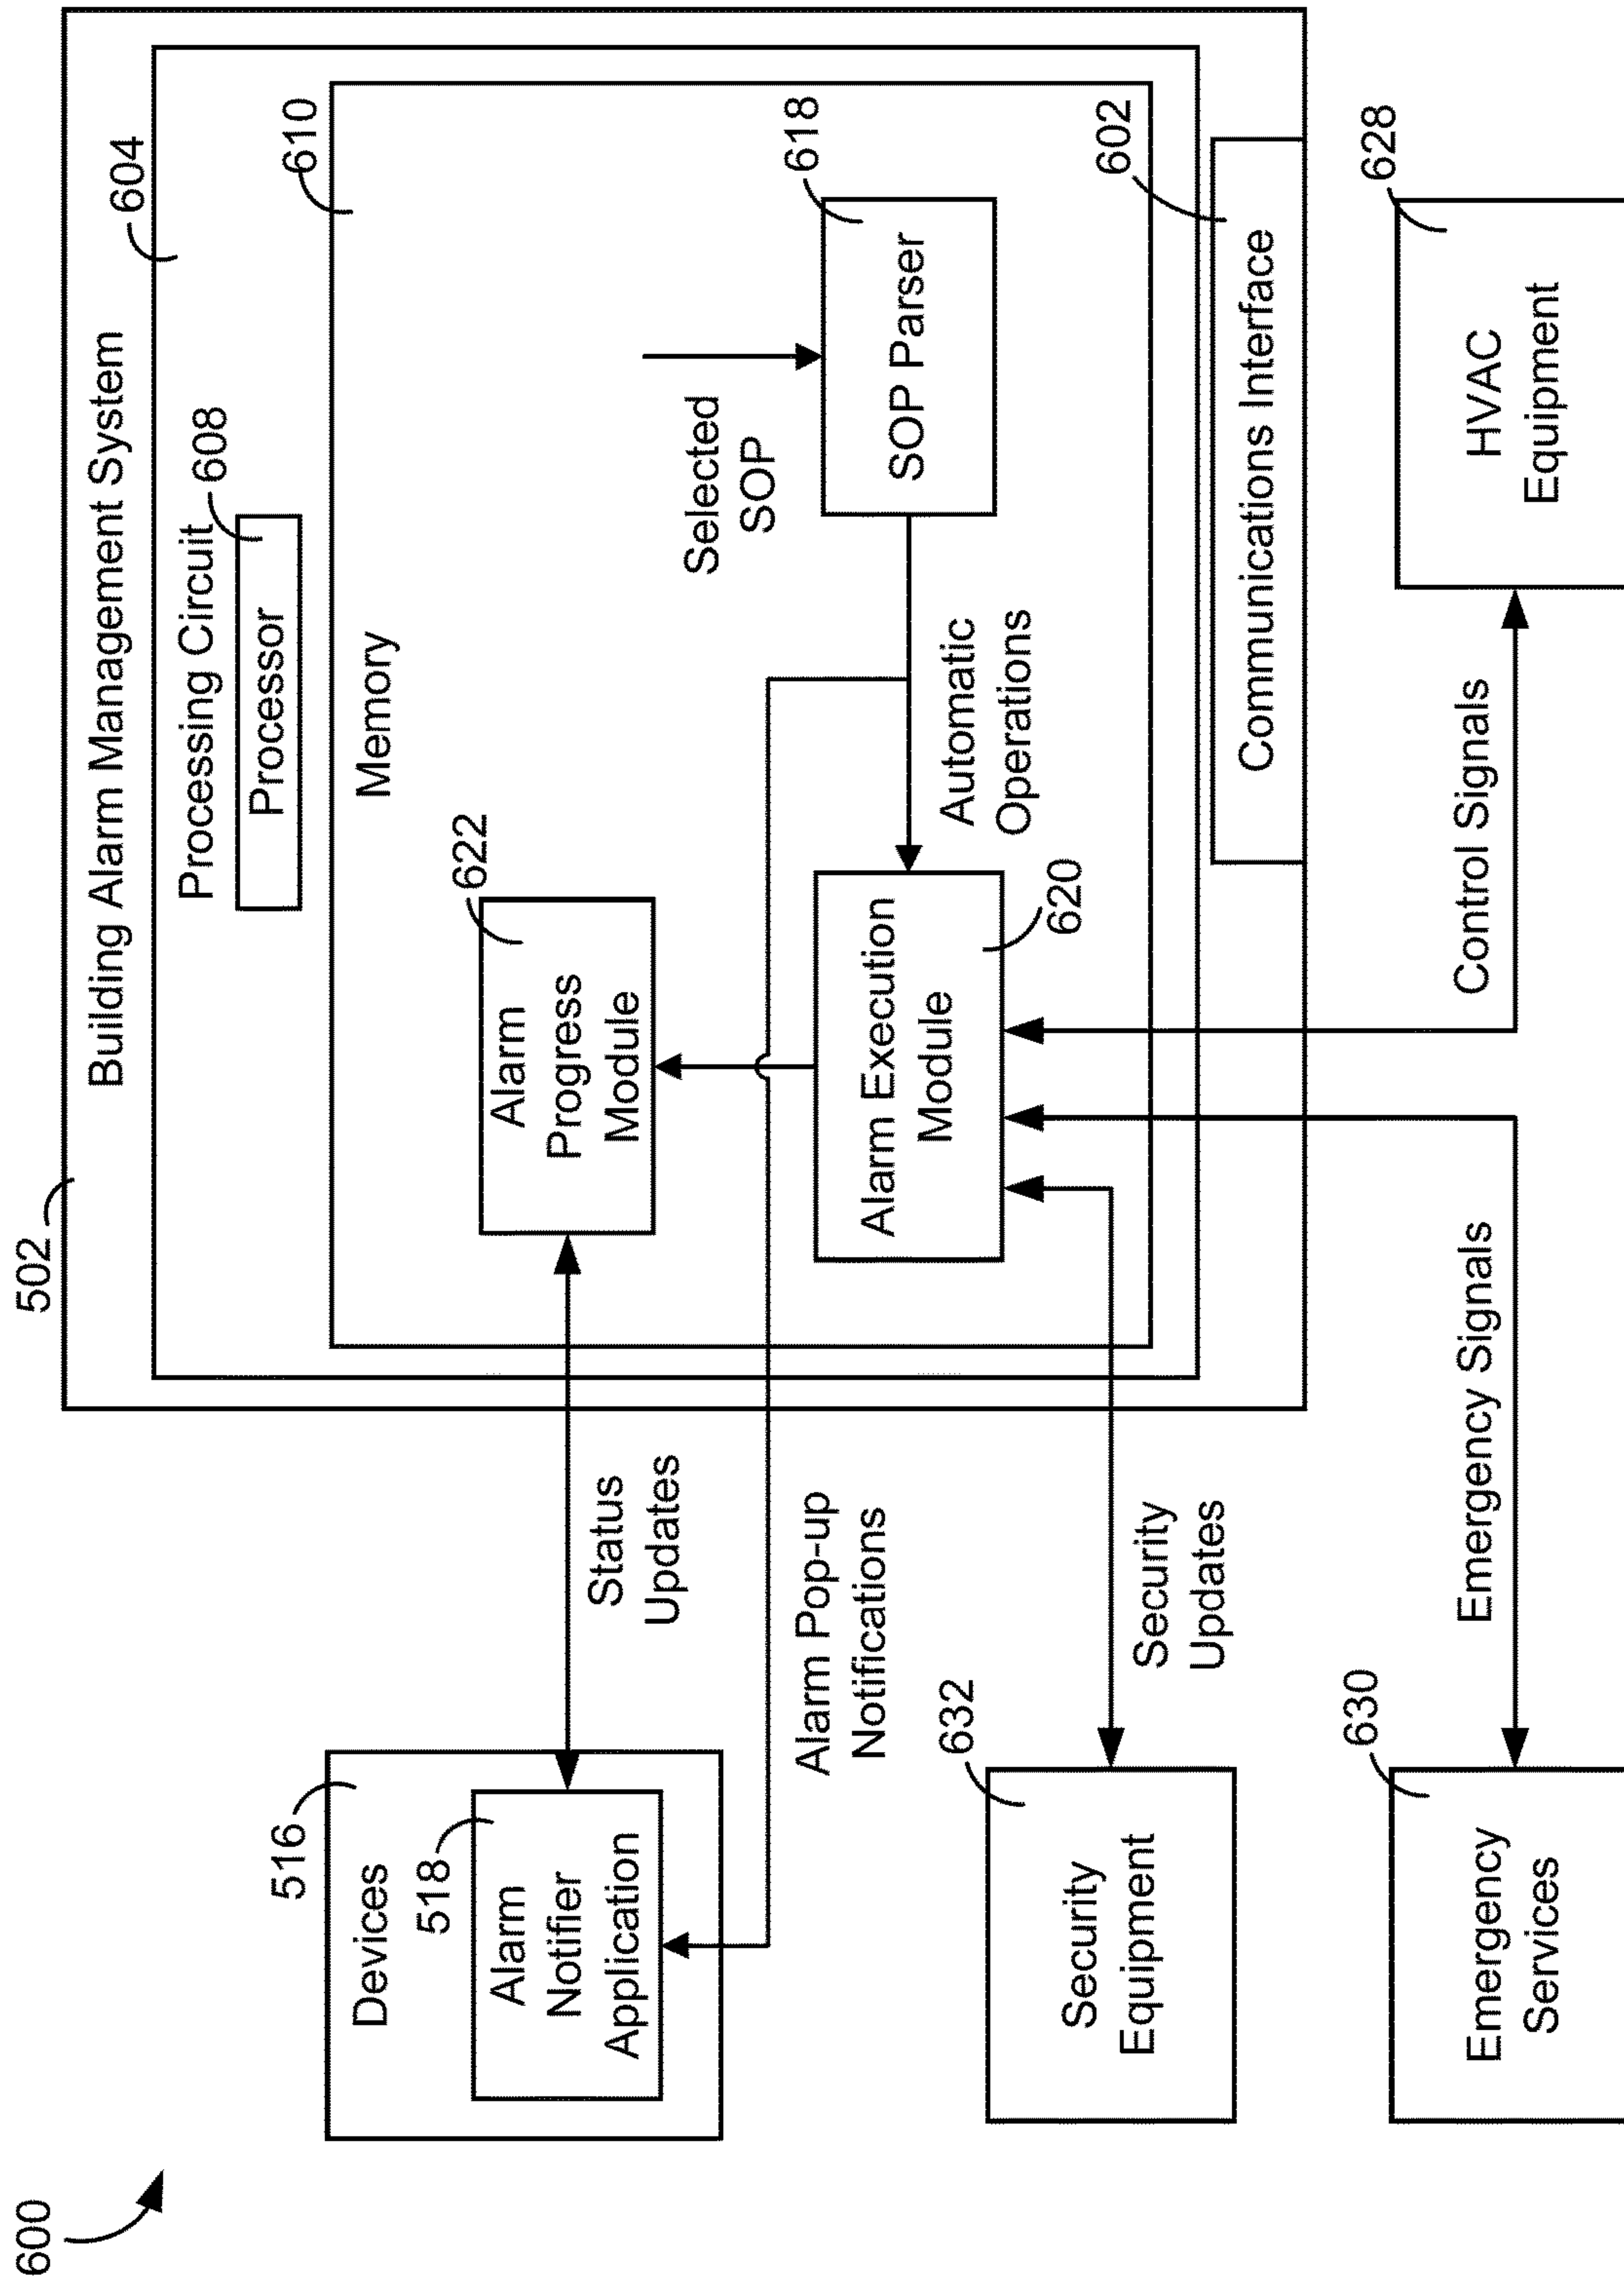 600
502
Building Alarm Management System
604
Processing Circuit
608
Processor
610
Memory
516
Devices
518
Alarm
Notifier
Application
Status
Updates
622
Alarm
Progress
Module
Selected
SOP
618
SOP Parser
Alarm Pop-up
Notifications
Automatic
Operations
620
Alarm Execution
Module
602
Communications Interface
632
Security
Equipment
Security
Updates
630
Emergency
Services
Emergency Signals
Control Signals
628
HVAC
Equipment